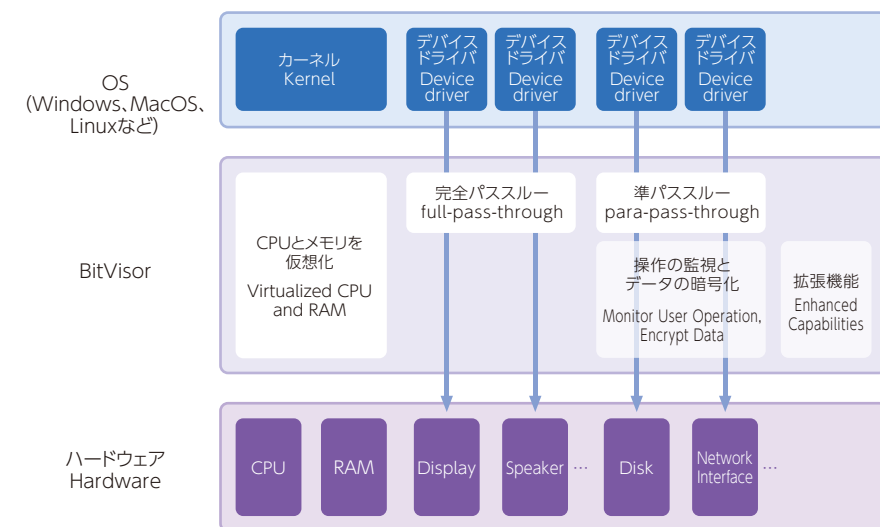 OS
(Windows、MacOS、
Linuxなど)
カーネル
Kernel
デバイス
ドライバ
Device
driver
デバイス
ドライバ
Device
driver
デバイス
ドライバ
Device
driver
デバイス
ドライバ
Device
driver
BitVisor
CPUとメモリを
仮想化
Virtualized CPU
and RAM
完全パススルー
full-pass-through
準パススルー
para-pass-through
操作の監視と
データの暗号化
Monitor User Operation,
Encrypt Data
拡張機能
Enhanced
Capabilities
ハードウェア
Hardware
CPU
RAM
Display
Speaker
…
Disk
Network
Interface
…